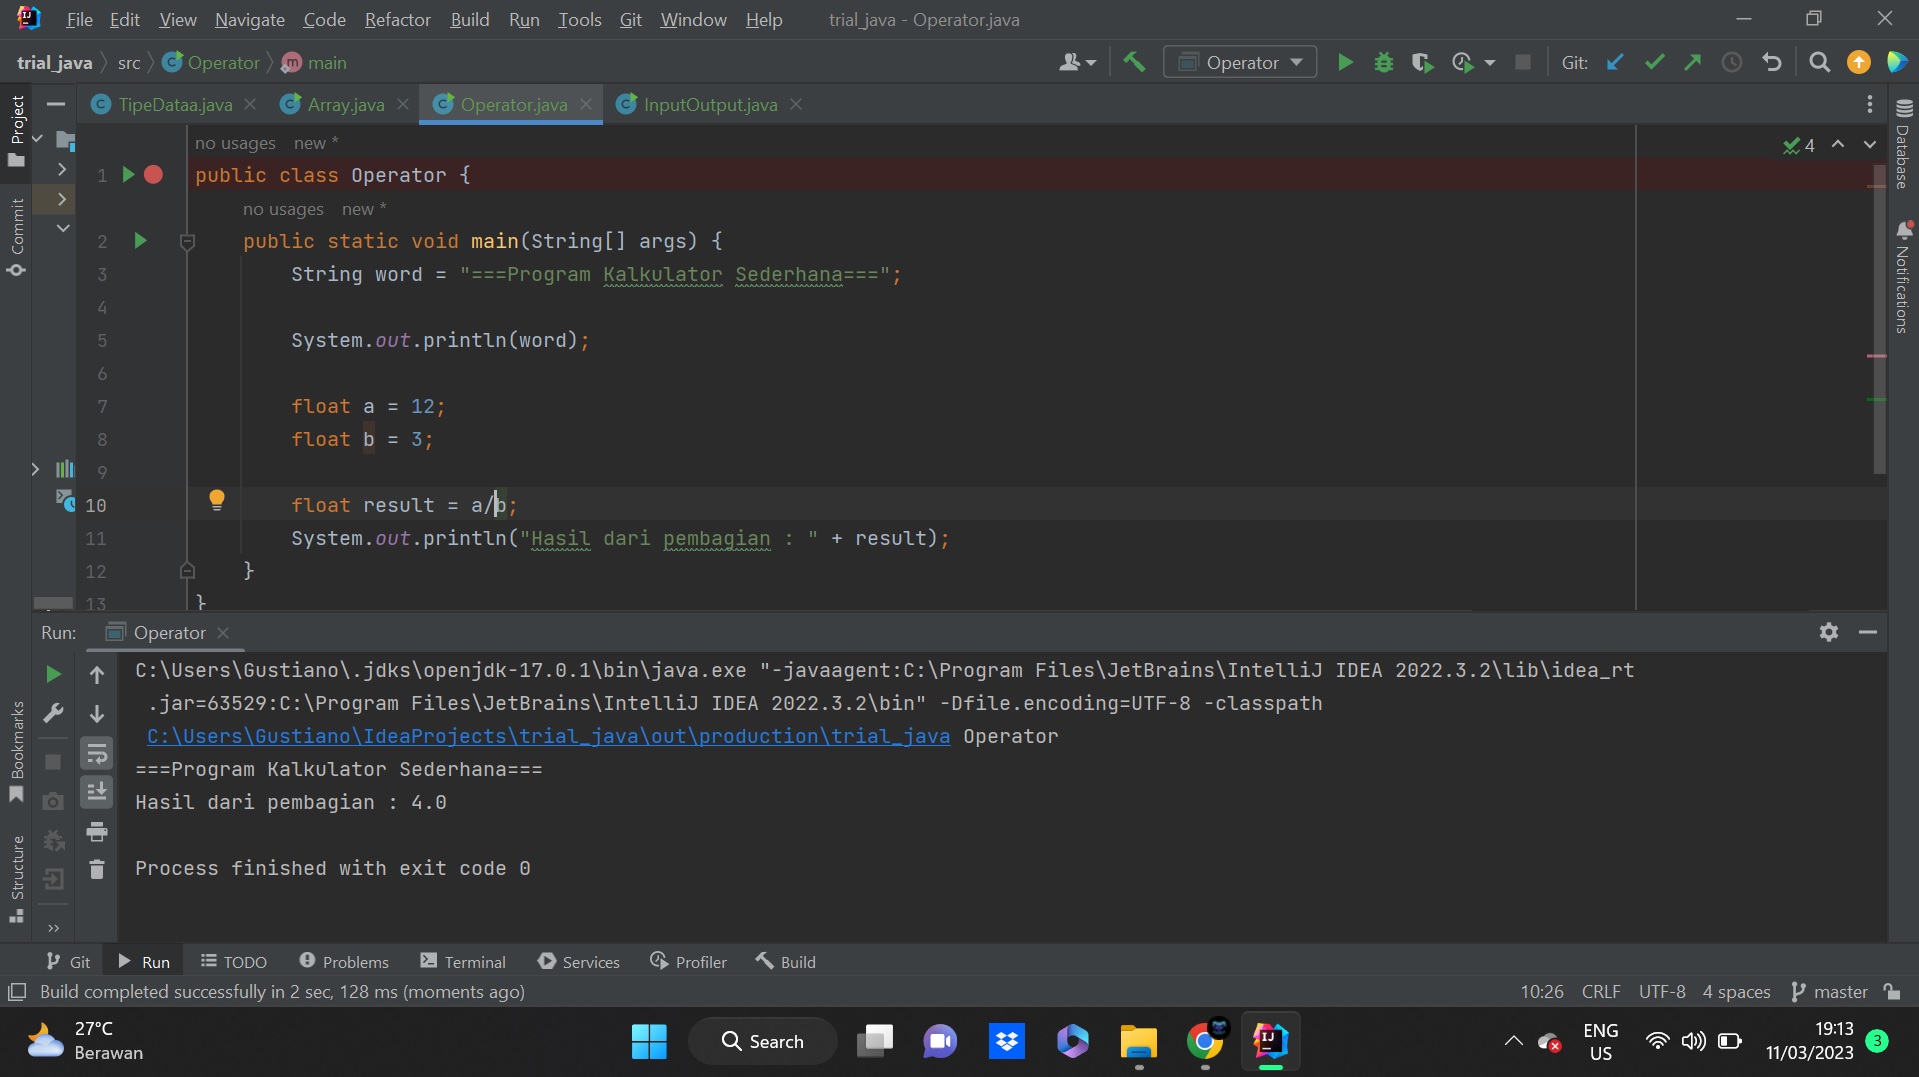 File Edit View Navigate Code Refactor Build Run Tools Git Window Help trial_java - Operator.java
trial_java src Operator main Operator Git:
TipeDataa.java Array.java Operator.java InputOutput.java
Project
Commit
Bookmarks
Structure
Database
Notifications
no usages new *
4
1 public class Operator {
no usages new *
2 public static void main(String[] args) {
3 String word = "===Program Kalkulator Sederhana===";
4
5 System.out.println(word);
6
7 float a = 12;
8 float b = 3;
9
10 float result = a/b;
11 System.out.println("Hasil dari pembagian : " + result);
12 }
13 }
Run: Operator
C:\Users\Gustiano\.jdks\openjdk-17.0.1\bin\java.exe "-javaagent:C:\Program Files\JetBrains\IntelliJ IDEA 2022.3.2\lib\idea_rt
.jar=63529:C:\Program Files\JetBrains\IntelliJ IDEA 2022.3.2\bin" -Dfile.encoding=UTF-8 -classpath
C:\Users\Gustiano\IdeaProjects\trial_java\out\production\trial_java Operator
===Program Kalkulator Sederhana===
Hasil dari pembagian : 4.0
Process finished with exit code 0
Git Run TODO Problems Terminal Services Profiler Build
Build completed successfully in 2 sec, 128 ms (moments ago) 10:26 CRLF UTF-8 4 spaces master
27°C
Berawan
Search
ENG
US
19:13
11/03/2023
3